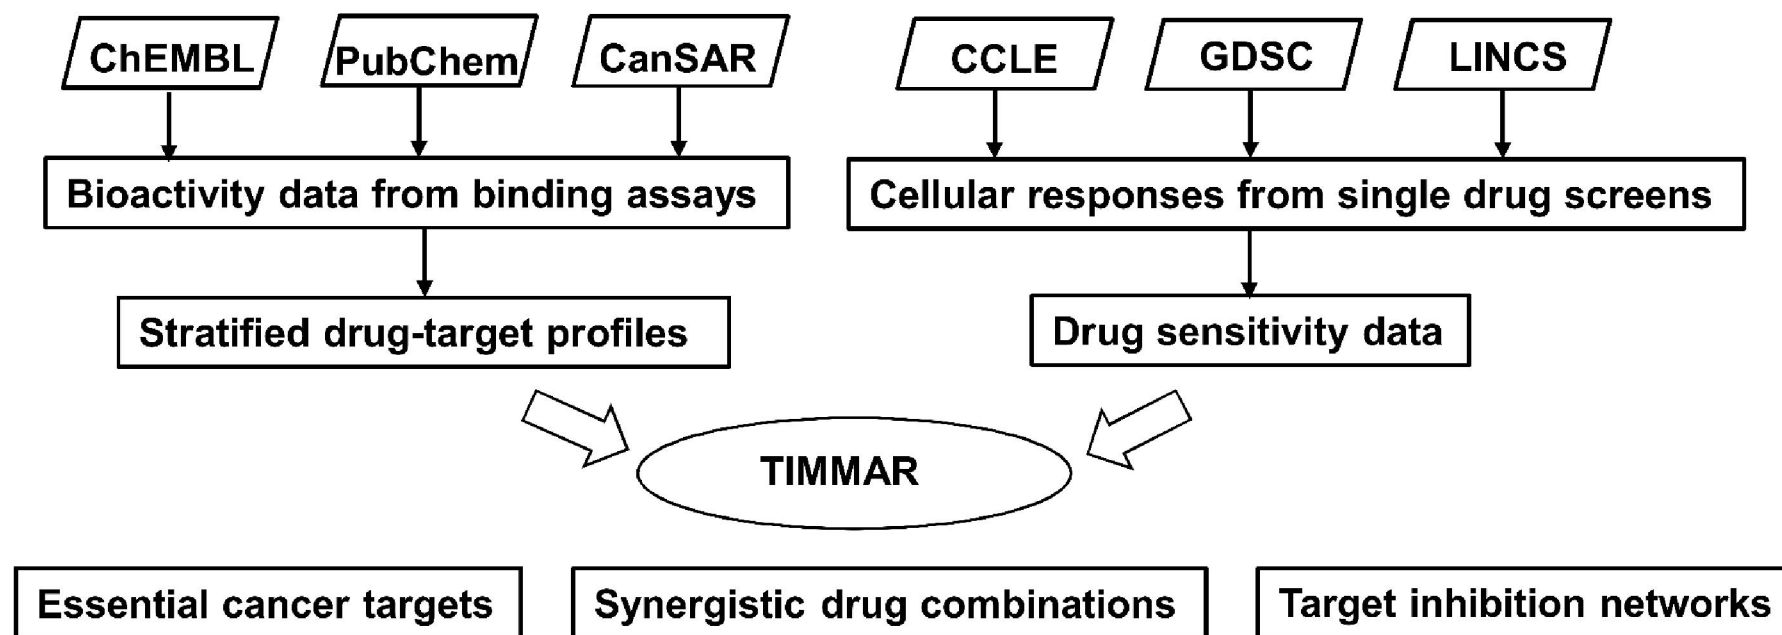 ChEMBL
PubChem
CanSAR
CCLE
GDSC
LINCS
Bioactivity data from binding assays
Cellular responses from single drug screens
Stratified drug-target profiles
Drug sensitivity data
TIMMAR
Essential cancer targets
Synergistic drug combinations
Target inhibition networks